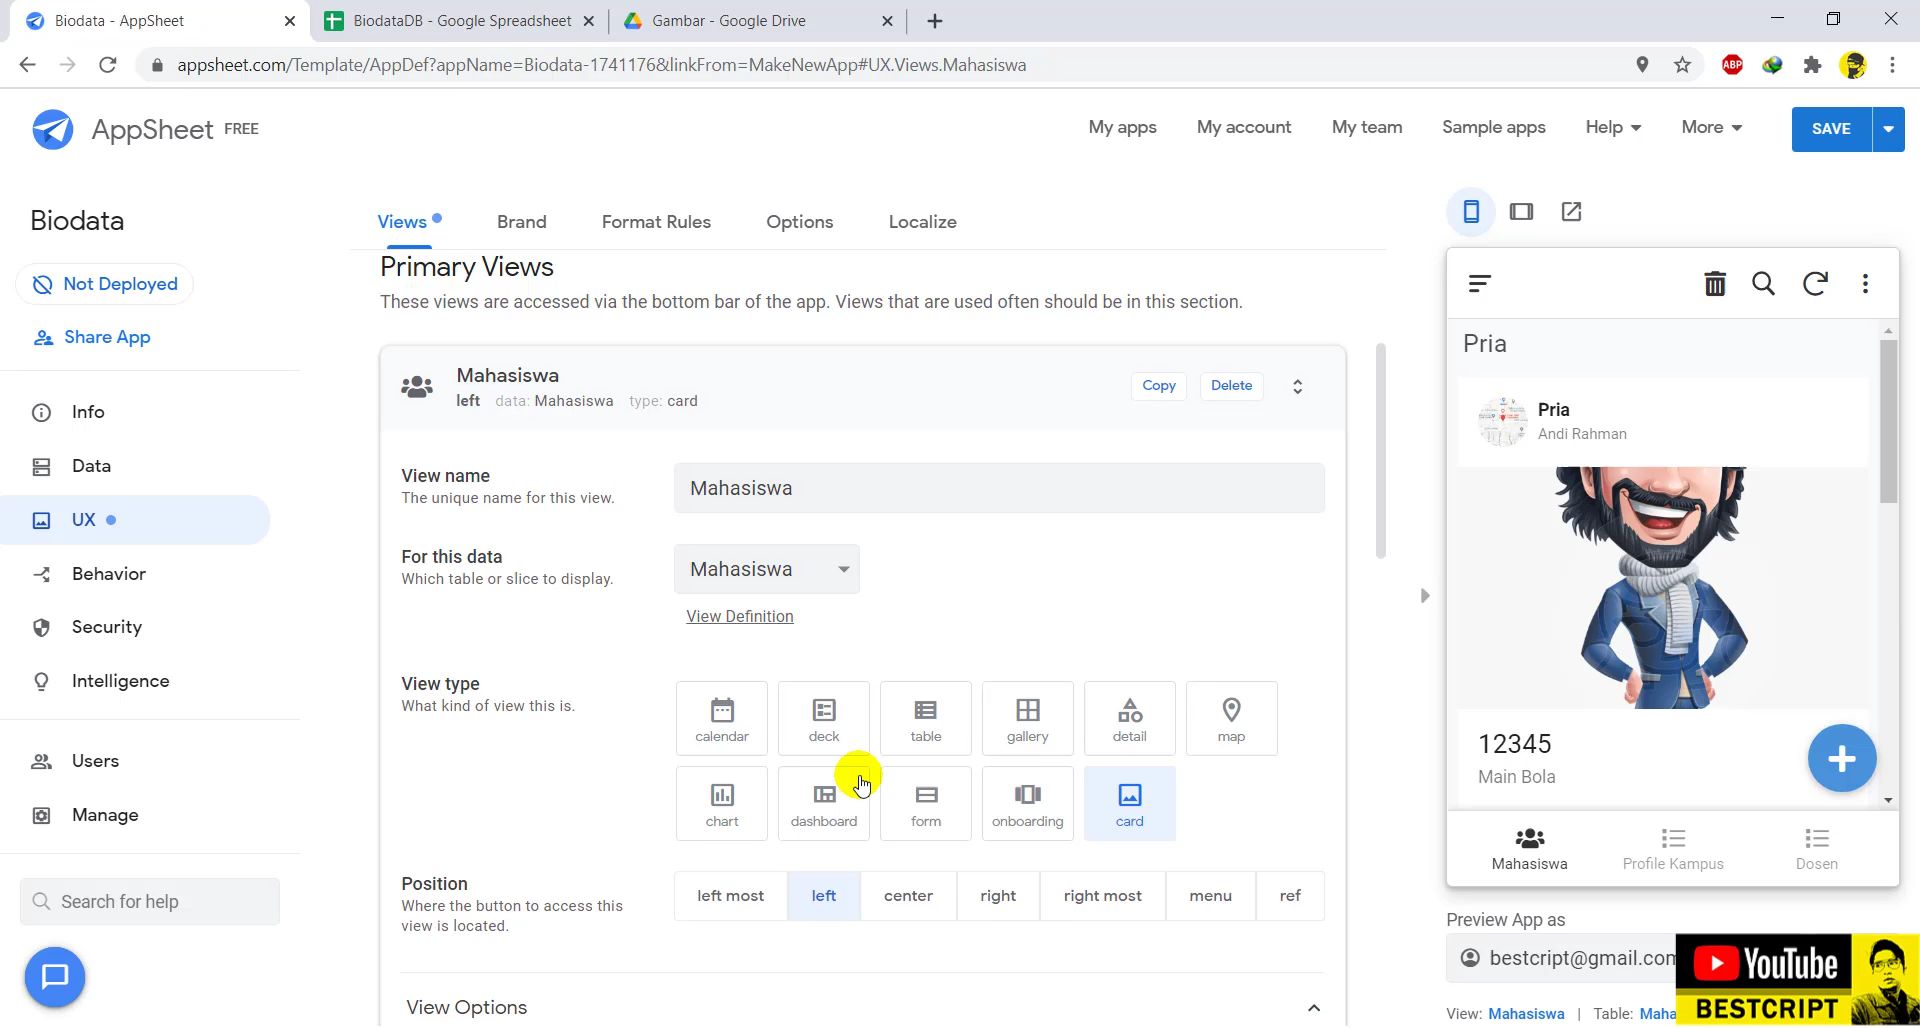 Biodata - AppSheet
BiodataDB - Google Spreadsheet
Gambar - Google Drive
appsheet.com/Template/AppDef?appName=Biodata-1741176&linkFrom=MakeNewApp#UX.Views.Mahasiswa
ABP
AppSheet FREE
My apps
My account
My team
Sample apps
Help
More
SAVE
Biodata
Not Deployed
Share App
Info
Data
UX
Behavior
Security
Intelligence
Users
Manage
Search for help
Views
Brand
Format Rules
Options
Localize
Primary Views
These views are accessed via the bottom bar of the app. Views that are used often should be in this section.
Mahasiswa
left data: Mahasiswa type: card
Copy
Delete
View name
The unique name for this view.
Mahasiswa
For this data
Which table or slice to display.
Mahasiswa
View Definition
View type
What kind of view this is.
calendar
deck
table
gallery
detail
map
chart
dashboard
form
onboarding
card
Position
Where the button to access this
view is located.
left most
left
center
right
right most
menu
ref
View Options
Pria
Pria
Andi Rahman
12345
Main Bola
Mahasiswa
Profile Kampus
Dosen
Preview App as
bestcript@gmail.com
View: Mahasiswa | Table: Maha
YouTube
BESTCRIPT